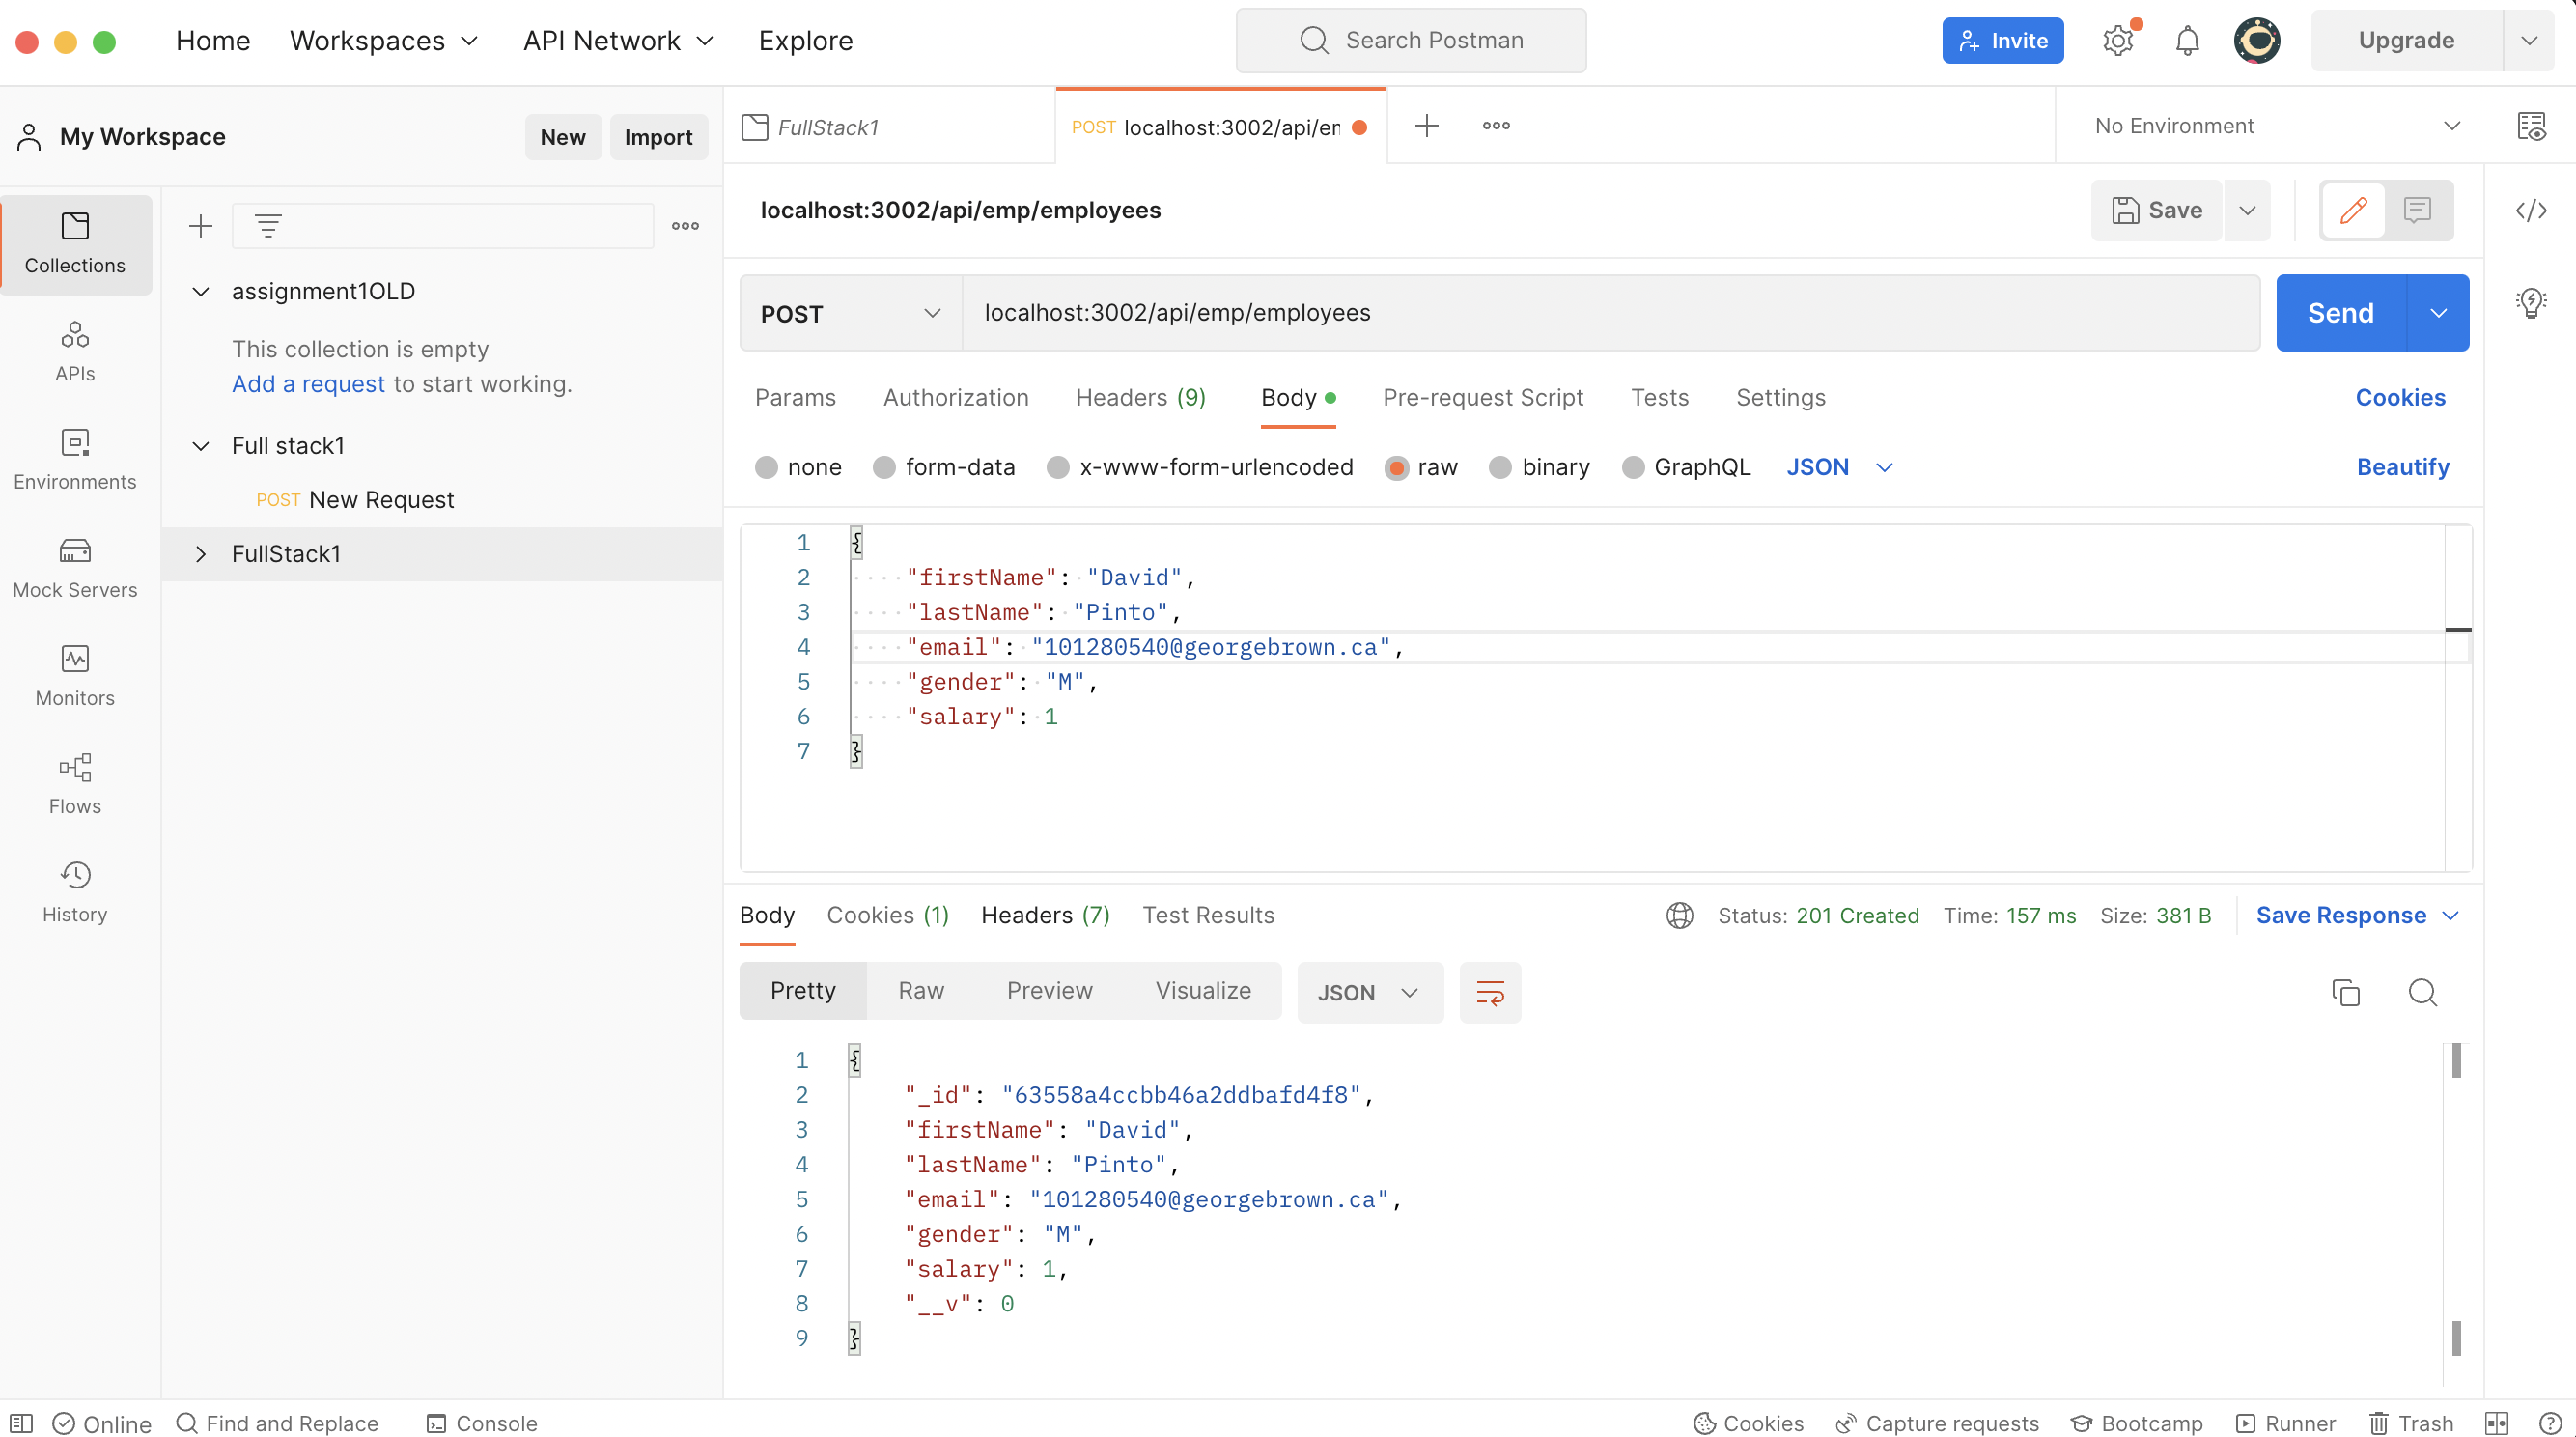 Home Workspaces API Network Explore Search Postman Invite Upgrade
My Workspace New Import
FullStack1 POST localhost:3002/api/en No Environment
localhost:3002/api/emp/employees Save
Collections
APIs
Environments
Mock Servers
Monitors
Flows
History
assignment1OLD
This collection is empty
Add a request to start working.
Full stack1
POST New Request
FullStack1
POST localhost:3002/api/emp/employees Send
Params Authorization Headers (9) Body Pre-request Script Tests Settings Cookies
none form-data x-www-form-urlencoded raw binary GraphQL JSON Beautify
1 {
2 "firstName": "David",
3 "lastName": "Pinto",
4 "email": "101280540@georgebrown.ca",
5 "gender": "M",
6 "salary": 1
7 }
Body Cookies (1) Headers (7) Test Results Status: 201 Created Time: 157 ms Size: 381 B Save Response
Pretty Raw Preview Visualize JSON
1 {
2 "_id": "63558a4ccbb46a2ddbafd4f8",
3 "firstName": "David",
4 "lastName": "Pinto",
5 "email": "101280540@georgebrown.ca",
6 "gender": "M",
7 "salary": 1,
8 "__v": 0
9 }
Online Find and Replace Console Cookies Capture requests Bootcamp Runner Trash